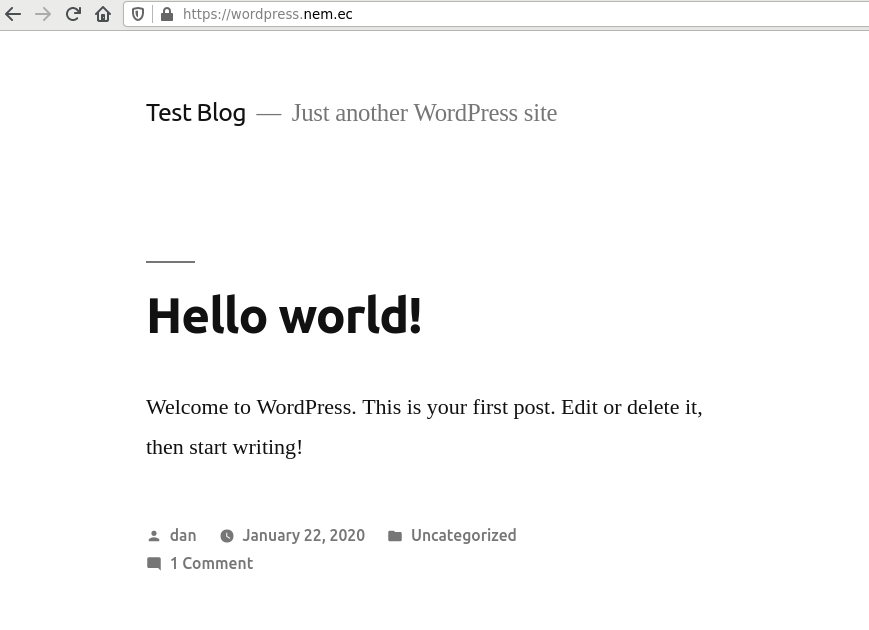 https://wordpress.nem.ec
Test Blog — Just another WordPress site
Hello world!
Welcome to WordPress. This is your first post. Edit or delete it,
then start writing!
dan January 22, 2020 Uncategorized
1 Comment